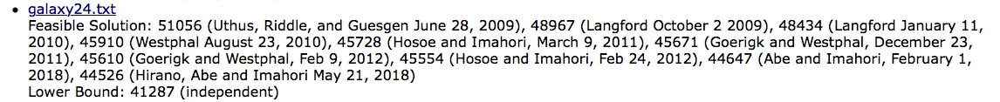 • galaxy24.txt
Feasible Solution: 51056 (Uthus, Riddle, and Guesgen June 28, 2009), 48967 (Langford October 2 2009), 48434 (Langford January 11,
2010), 45910 (Westphal August 23, 2010), 45728 (Hosoe and Imahori, March 9, 2011), 45671 (Goerigk and Westphal, December 23,
2011), 45610 (Goerigk and Westphal, Feb 9, 2012), 45554 (Hosoe and Imahori, Feb 24, 2012), 44647 (Abe and Imahori, February 1,
2018), 44526 (Hirano, Abe and Imahori May 21, 2018)
Lower Bound: 41287 (independent)